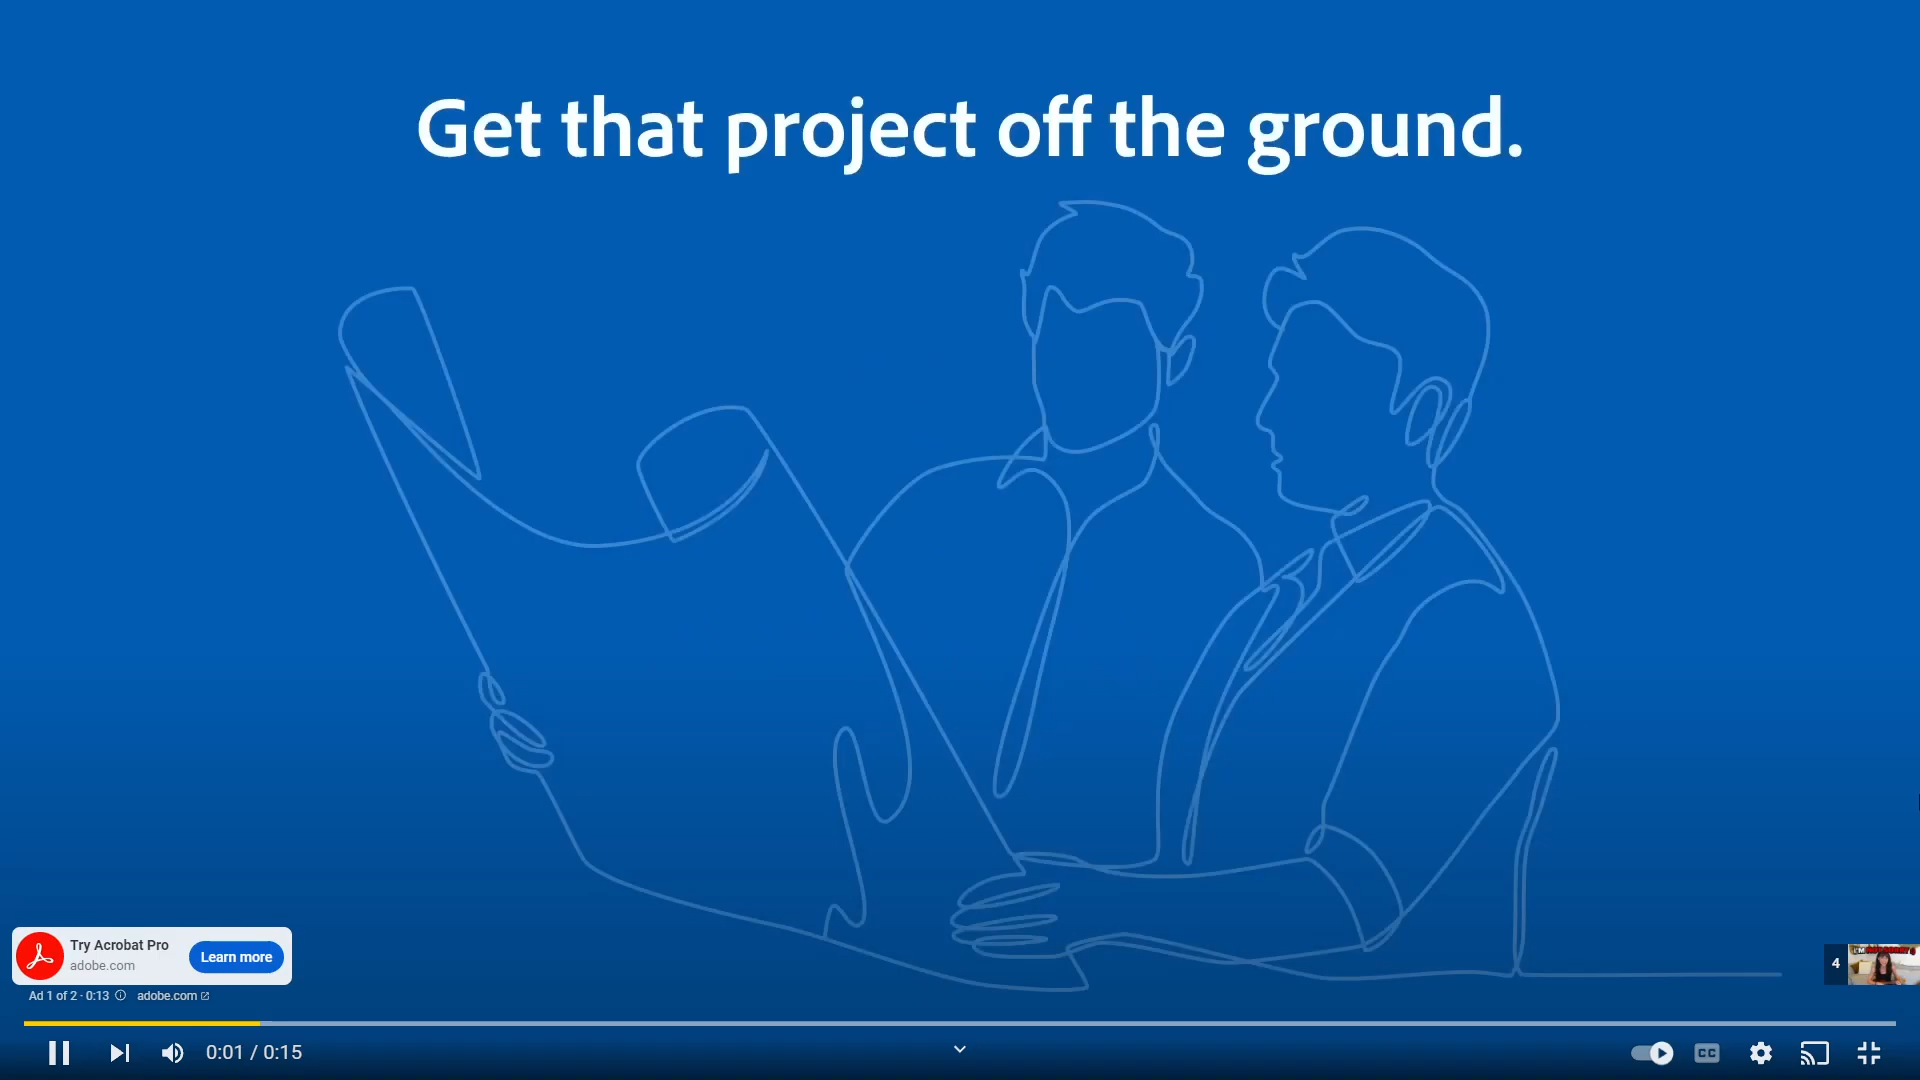 Get that project off the ground.
Try Acrobat Pro
adobe.com
Learn more
Ad 1 of 2 · 0:13
adobe.com
4
0:01 / 0:15
CC